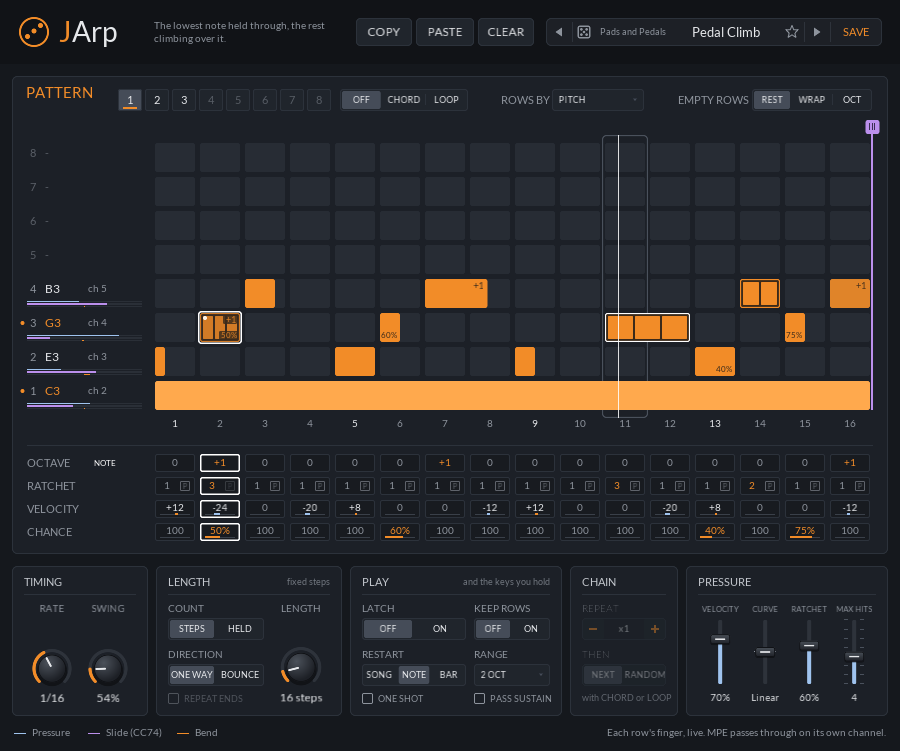 JArp
The lowest note held through, the rest
climbing over it.
COPY PASTE CLEAR
Pads and Pedals Pedal Climb SAVE
PATTERN 1 2 3 4 5 6 7 8 OFF CHORD LOOP ROWS BY PITCH EMPTY ROWS REST WRAP OCT
8 -
7 -
6 -
5 -
4 B3 ch 5 +1 +1
3 G3 ch 4 +1 50% 60% 75%
2 E3 ch 3 40%
1 C3 ch 2
1 2 3 4 5 6 7 8 9 10 11 12 13 14 15 16
OCTAVE NOTE 0 +1 0 0 0 0 +1 0 0 0 0 0 0 0 0 +1
RATCHET 1 P 3 P 1 P 1 P 1 P 1 P 1 P 1 P 1 P 1 P 3 P 1 P 1 P 2 P 1 P 1 P
VELOCITY +12 -24 0 -20 +8 0 0 -12 +12 0 0 -20 +8 0 0 -12
CHANCE 100 50% 100 100 100 60% 100 100 100 100 100 100 40% 100 75% 100
TIMING
RATE SWING
1/16 54%
LENGTH fixed steps
COUNT LENGTH
STEPS HELD
DIRECTION
ONE WAY BOUNCE
REPEAT ENDS 16 steps
PLAY and the keys you hold
LATCH KEEP ROWS
OFF ON OFF ON
RESTART RANGE
SONG NOTE BAR 2 OCT
ONE SHOT PASS SUSTAIN
CHAIN
REPEAT
− x1 +
THEN
NEXT RANDOM
with CHORD or LOOP
PRESSURE
VELOCITY CURVE RATCHET MAX HITS
70% Linear 60% 4
Pressure Slide (CC74) Bend
Each row's finger, live. MPE passes through on its own channel.